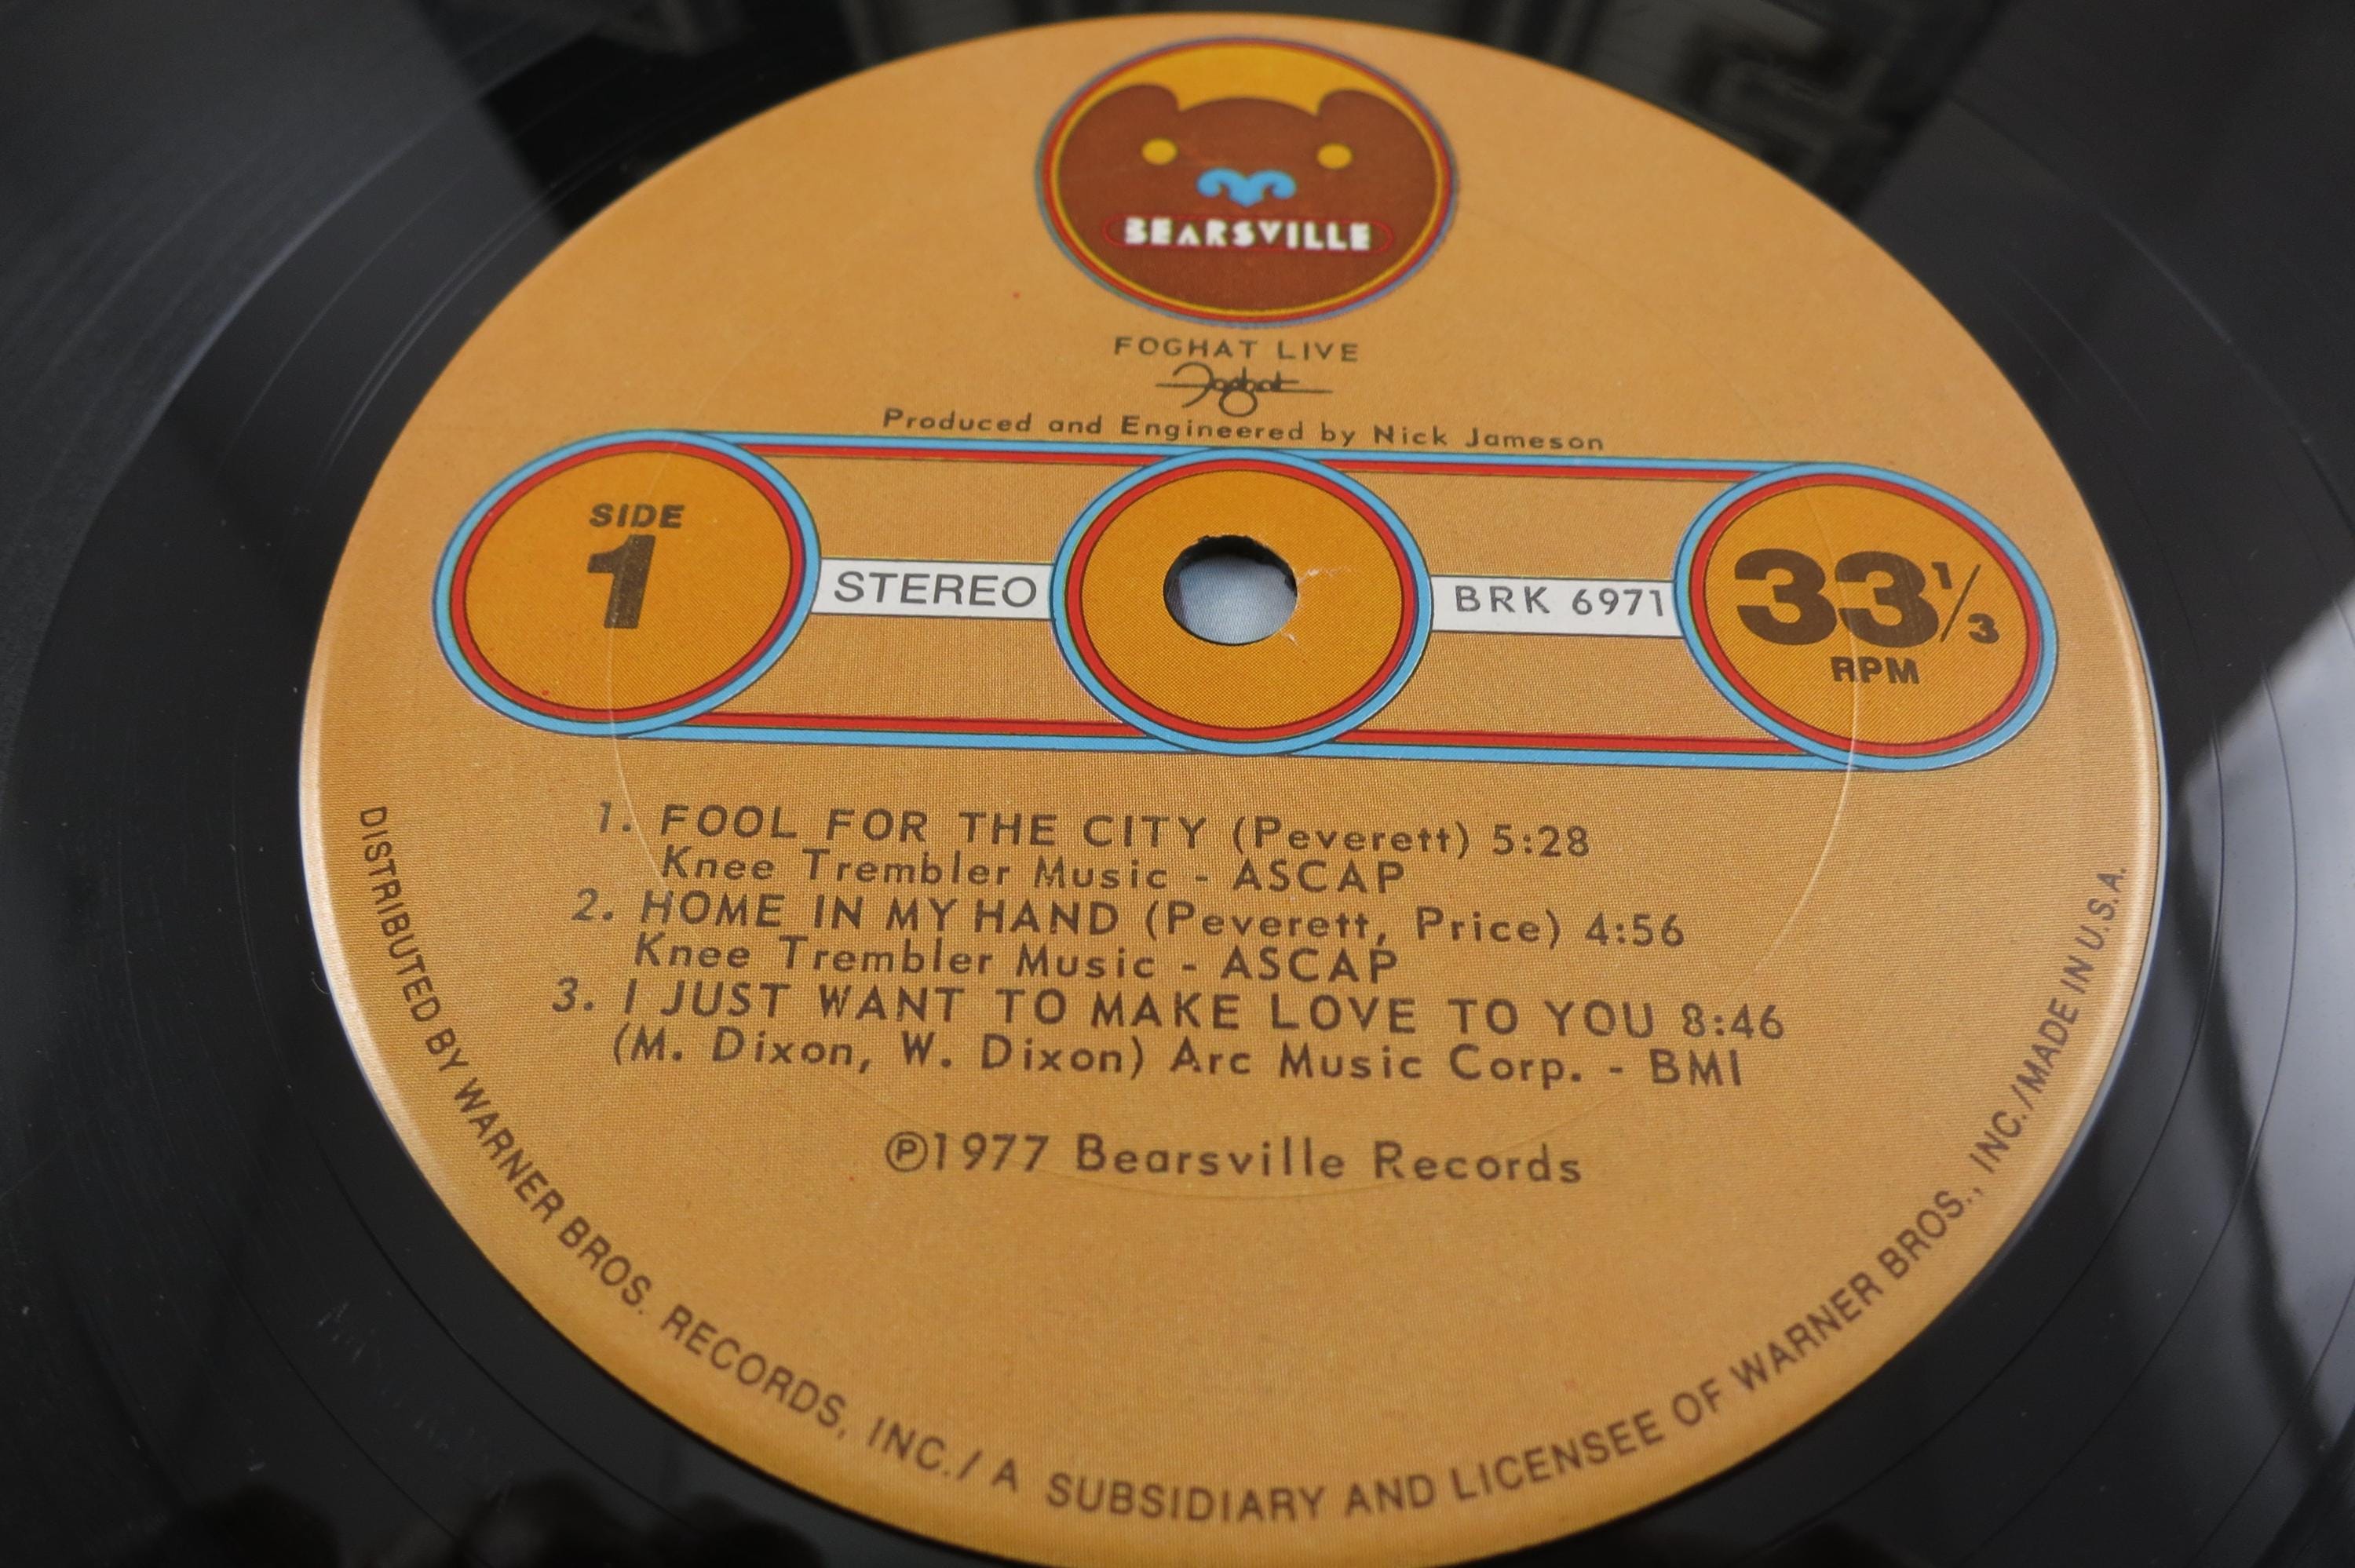 BEARSVILLE
FOGHAT LIVE
Foghat
Produced and Engineered by Nick Jameson
SIDE
1
STEREO
BRK 6971
33 1/3
RPM
1. FOOL FOR THE CITY (Peverett) 5:28
Knee Trembler Music - ASCAP
2. HOME IN MY HAND (Peverett, Price) 4:56
Knee Trembler Music - ASCAP
3. I JUST WANT TO MAKE LOVE TO YOU 8:46
(M. Dixon, W. Dixon) Arc Music Corp. - BMI
℗1977 Bearsville Records
DISTRIBUTED BY WARNER BROS. RECORDS, INC./ A SUBSIDIARY AND LICENSEE OF WARNER BROS., INC./MADE IN U.S.A.